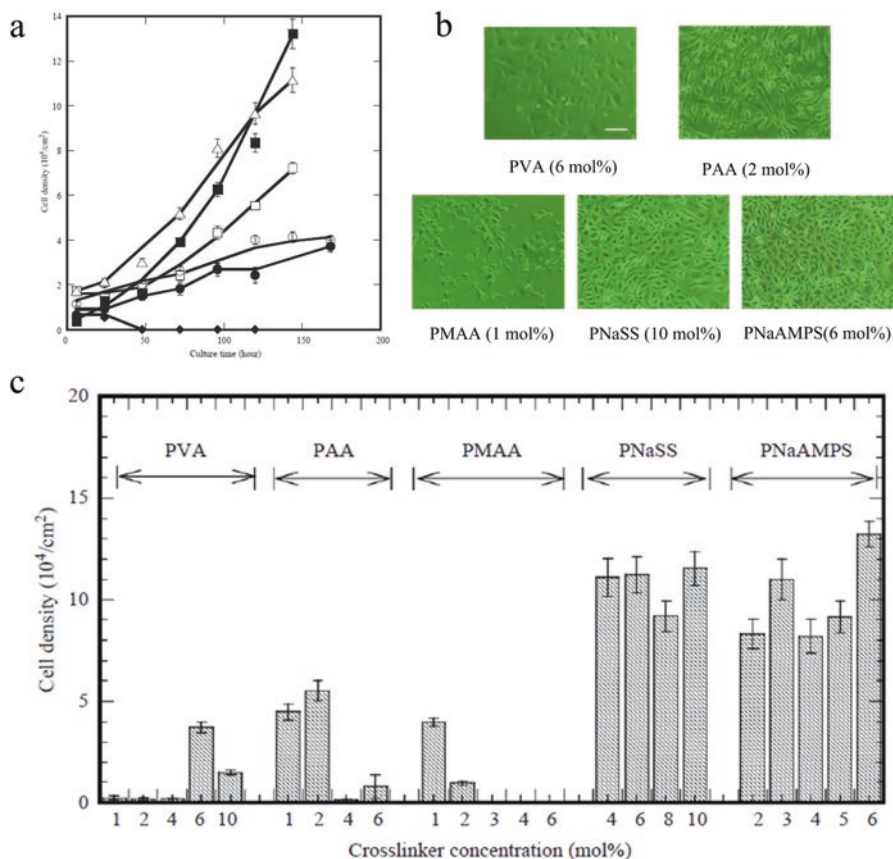 a
14
12
10
8
6
4
2
0
Cell density (10⁴/cm²)
0 50 100 150 200
Culture time (hour)
b
PVA (6 mol%)
PAA (2 mol%)
PMAA (1 mol%)
PNaSS (10 mol%)
PNaAMPS(6 mol%)
c
20
15
10
5
0
Cell density (10⁴/cm²)
PVA PAA PMAA PNaSS PNaAMPS
1 2 4 6 10 1 2 4 6 1 2 3 4 6 4 6 8 10 2 3 4 5 6
Crosslinker concentration (mol%)